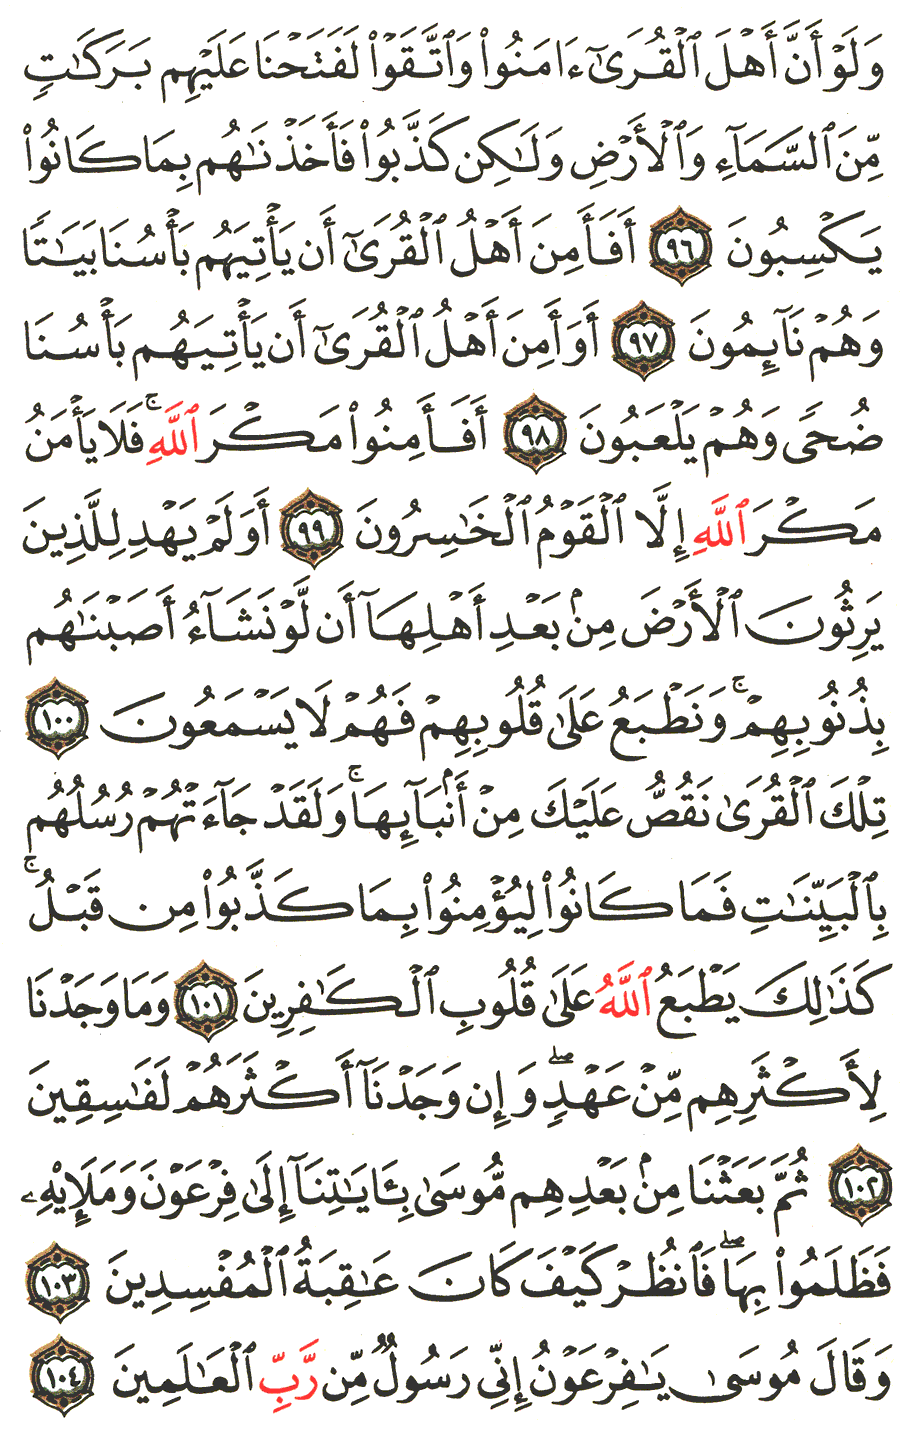 وَلَوْ أَنَّ أَهْلَ ٱلْقُرَىٰٓ ءَامَنُوا۟ وَٱتَّقَوْا۟ لَفَتَحْنَا عَلَيْهِم بَرَكَٰتٍ
مِّنَ ٱلسَّمَآءِ وَٱلْأَرْضِ وَلَٰكِن كَذَّبُوا۟ فَأَخَذْنَٰهُم بِمَا كَانُوا۟
يَكْسِبُونَ ٩٦ أَفَأَمِنَ أَهْلُ ٱلْقُرَىٰٓ أَن يَأْتِيَهُم بَأْسُنَا بَيَٰتًا
وَهُمْ نَآئِمُونَ ٩٧ أَوَأَمِنَ أَهْلُ ٱلْقُرَىٰٓ أَن يَأْتِيَهُم بَأْسُنَا
ضُحًى وَهُمْ يَلْعَبُونَ ٩٨ أَفَأَمِنُوا۟ مَكْرَ ٱللَّهِ ۚ فَلَا يَأْمَنُ
مَكْرَ ٱللَّهِ إِلَّا ٱلْقَوْمُ ٱلْخَٰسِرُونَ ٩٩ أَوَلَمْ يَهْدِ لِلَّذِينَ
يَرِثُونَ ٱلْأَرْضَ مِنۢ بَعْدِ أَهْلِهَآ أَن لَّوْ نَشَآءُ أَصَبْنَٰهُم
بِذُنُوبِهِمْ ۚ وَنَطْبَعُ عَلَىٰ قُلُوبِهِمْ فَهُمْ لَا يَسْمَعُونَ ١٠٠
تِلْكَ ٱلْقُرَىٰ نَقُصُّ عَلَيْكَ مِنْ أَنۢبَآئِهَا ۚ وَلَقَدْ جَآءَتْهُمْ رُسُلُهُم
بِٱلْبَيِّنَٰتِ فَمَا كَانُوا۟ لِيُؤْمِنُوا۟ بِمَا كَذَّبُوا۟ مِن قَبْلُ ۚ
كَذَٰلِكَ يَطْبَعُ ٱللَّهُ عَلَىٰ قُلُوبِ ٱلْكَٰفِرِينَ ١٠١ وَمَا وَجَدْنَا
لِأَكْثَرِهِم مِّنْ عَهْدٍ ۖ وَإِن وَجَدْنَآ أَكْثَرَهُمْ لَفَٰسِقِينَ
١٠٢ ثُمَّ بَعَثْنَا مِنۢ بَعْدِهِم مُّوسَىٰ بِـَٔايَٰتِنَآ إِلَىٰ فِرْعَوْنَ وَمَلَإِيْهِۦ
فَظَلَمُوا۟ بِهَا ۖ فَٱنظُرْ كَيْفَ كَانَ عَٰقِبَةُ ٱلْمُفْسِدِينَ ١٠٣
وَقَالَ مُوسَىٰ يَٰفِرْعَوْنُ إِنِّى رَسُولٌ مِّن رَّبِّ ٱلْعَٰلَمِينَ ١٠٤